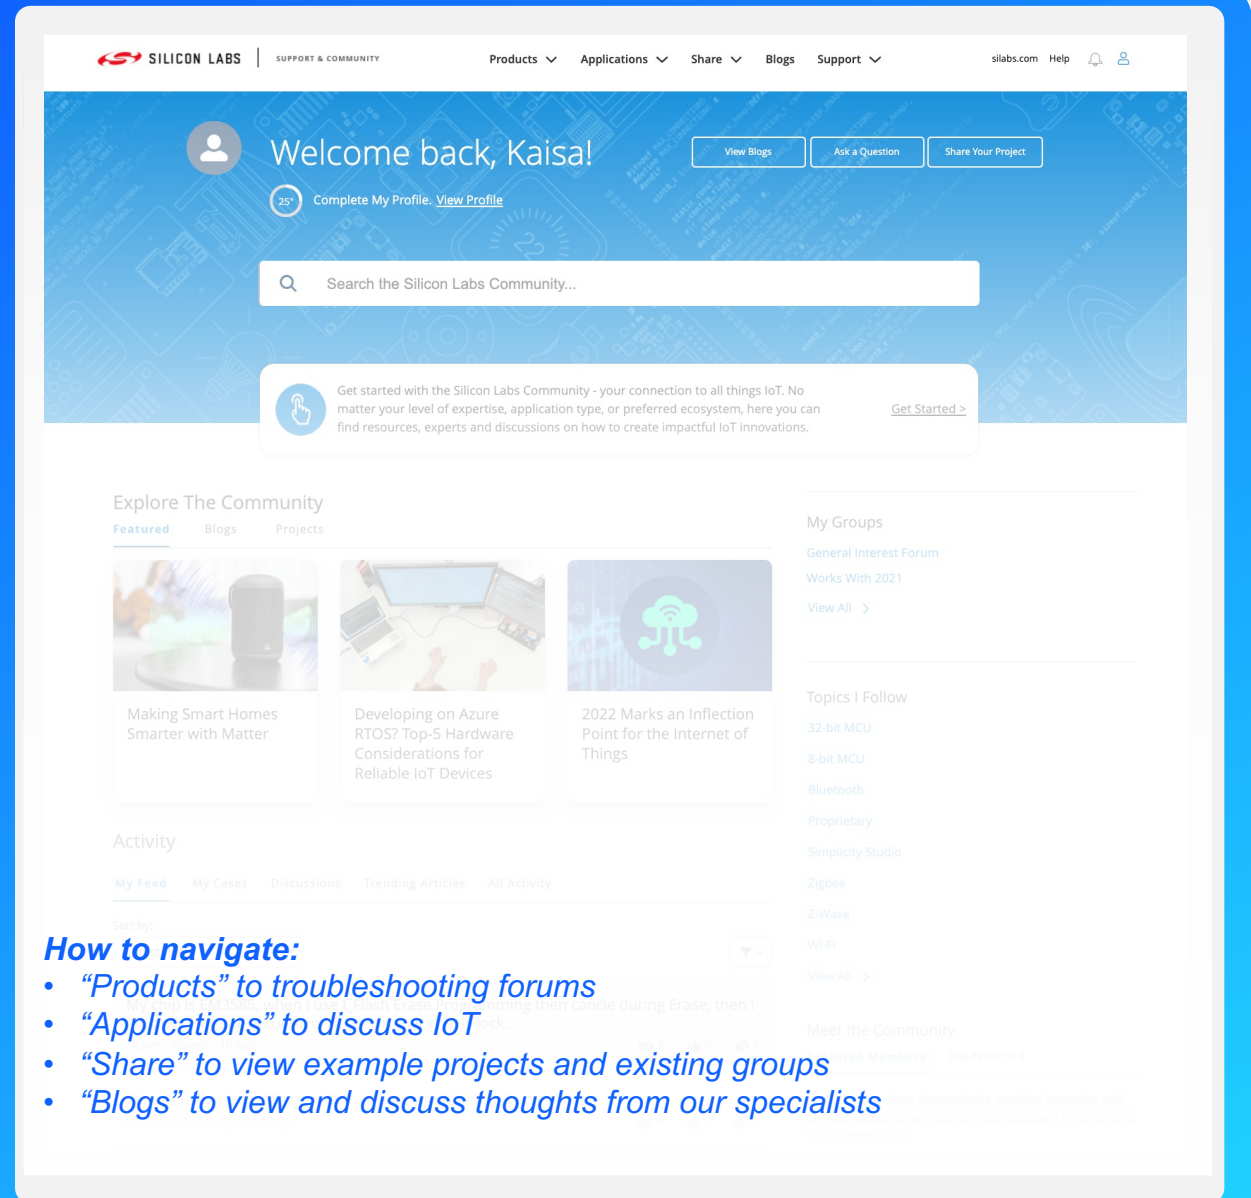 SILICON LABS
SUPPORT & COMMUNITY
Products
Applications
Share
Blogs
Support
silabs.com
Help
Welcome back, Kaisa!
View Blogs
Ask a Question
Share Your Project
25%
Complete My Profile. View Profile
Search the Silicon Labs Community...
Get started with the Silicon Labs Community - your connection to all things IoT. No
matter your level of expertise, application type, or preferred ecosystem, here you can
find resources, experts and discussions on how to create impactful IoT innovations.
Get Started >
Explore The Community
Featured
Blogs
Projects
Making Smart Homes
Smarter with Matter
Developing on Azure
RTOS? Top-5 Hardware
Considerations for
Reliable IoT Devices
2022 Marks an Inflection
Point for the Internet of
Things
My Groups
General Interest Forum
Works With 2021
View All >
Topics I Follow
32-bit MCU
8-bit MCU
Bluetooth
Proprietary
Simplicity Studio
Zigbee
Z-Wave
Wi-Fi
View All >
Activity
My Feed
My Cases
Discussions
Trending Articles
All Activity
Sort by:
How to navigate:
• “Products” to troubleshooting forums
• “Applications” to discuss IoT
• “Share” to view example projects and existing groups
• “Blogs” to view and discuss thoughts from our specialists
Meet the Community